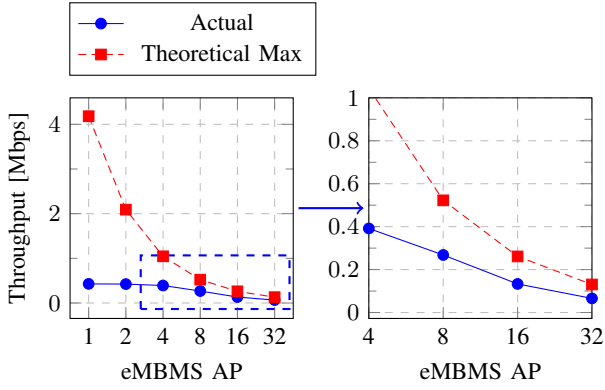 Actual
Theoretical Max
Throughput [Mbps]
4
2
0
1 2 4 8 16 32
eMBMS AP
1
0.8
0.6
0.4
0.2
0
4 8 16 32
eMBMS AP